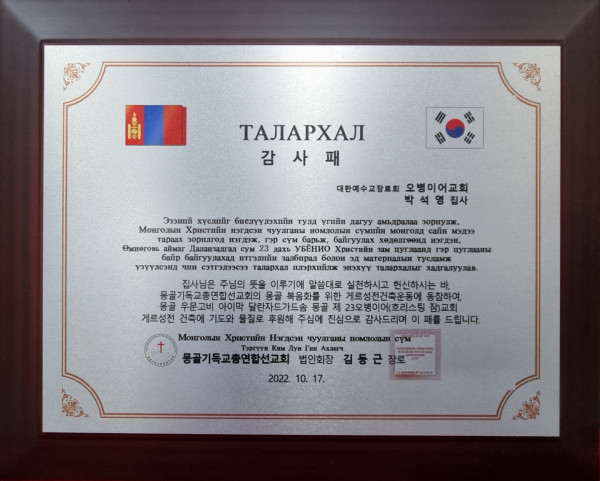 ТАЛАРХАЛ
감 사 패
대한예수교장로회 오병이어교회
박 석 영 집사
Эзэний хүслийг биелүүлэхийн тулд үгийн дагуу амьдралаа зориулж,
Монголын Христийн нэгдсэн чуулганы номлолын сүмийн монголд сайн мэдээ
тараах зорилгод нэгдэж, гэр сүм барьж, байгуулах хөдөлгөөнд нэгдэн,
Өмнөговь аймаг Даланзадгад сум 23 дахь УБЁНИО Христийн зам цуглаанд гэр цугларааны
байр байгуулахад итгэлийн залбирал болон эд материалын тусламж
үзүүлсэнд чин сэтгэлээсээ талархал илэрхийлж энэхүү талархалыг хадгалуулав.
집사님은 주님의 뜻을 이루기에 말씀대로 실천하시고 헌신하시는 바,
몽골기독교총연합선교회의 몽골 복음화를 위한 게르성전건축운동에 동참하여,
몽골 우문고비 아이막 달란자드가드솜 몽골 제 23오병이어(흐리스팅 잠)교회
게르성전 건축에 기도와 물질로 후원해 주심에 진심으로 감사드리며 이 패를 드립니다.
Монголын Христийн Нэгдсэн чуулганы номлолын сүм
Тэргүүн Ким Дун Гин Ахлагч
몽골기독교총연합선교회 법인회장 김 동 근 장로
2022. 10. 17.